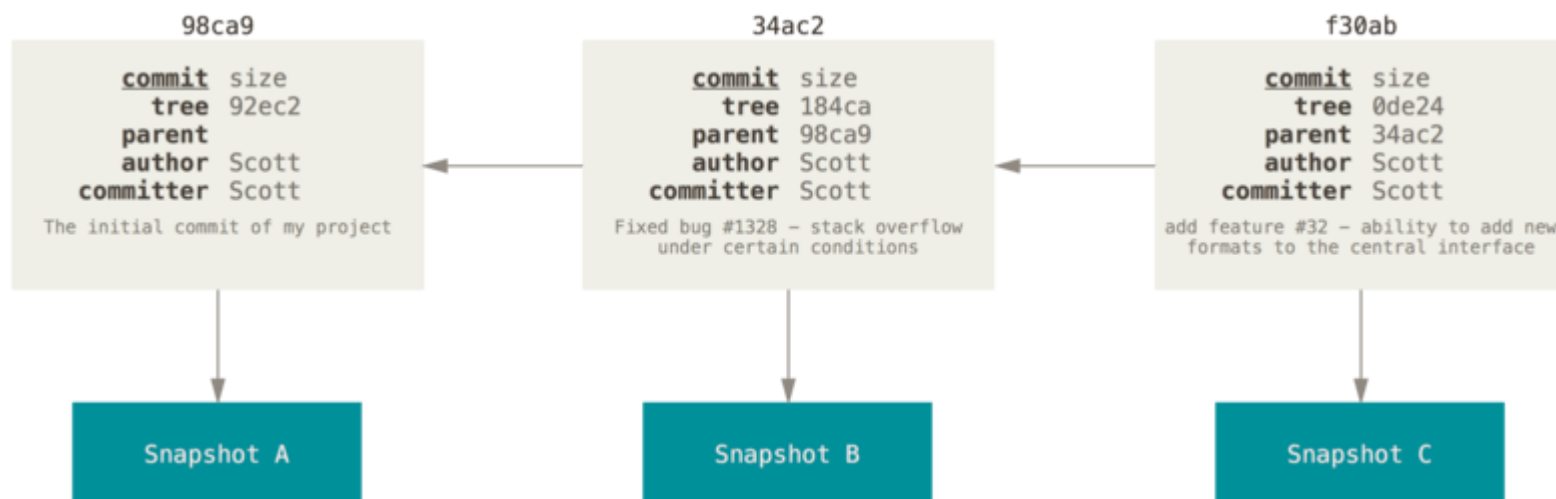 98ca9
commit size
tree 92ec2
parent
author Scott
committer Scott
The initial commit of my project
Snapshot A
34ac2
commit size
tree 184ca
parent 98ca9
author Scott
committer Scott
Fixed bug #1328 – stack overflow
under certain conditions
Snapshot B
f30ab
commit size
tree 0de24
parent 34ac2
author Scott
committer Scott
add feature #32 – ability to add new
formats to the central interface
Snapshot C